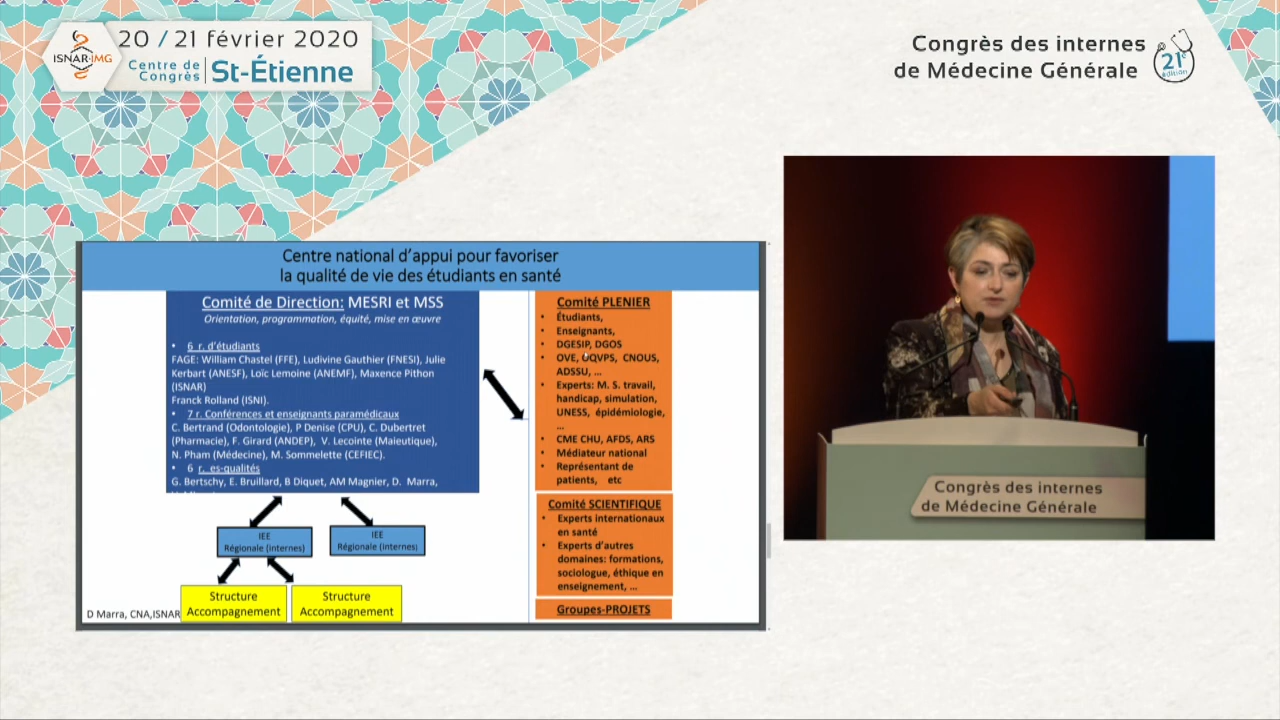 20 / 21 février 2020
ISNAR-IMG
Centre de
Congrès
St-Étienne
Congrès des internes
de Médecine Générale
21e
édition
Centre national d'appui pour favoriser
la qualité de vie des étudiants en santé
Comité de Direction: MESRI et MSS
Orientation, programmation, équité, mise en œuvre
• 6 r. d'étudiants
FAGE: William Chastel (FFE), Ludivine Gauthier (FNESI), Julie
Kerbart (ANESF), Loïc Lemoine (ANEMF), Maxence Pithon
(ISNAR)
Franck Rolland (ISNI).
• 7 r. Conférences et enseignants paramédicaux
C. Bertrand (Odontologie), P Denise (CPU), C. Dubertret
(Pharmacie), F. Girard (ANDEP), V. Lecointe (Maieutique),
N. Pham (Médecine), M. Sommelette (CEFIEC).
• 6 r. es-qualités
G. Bertschy, E. Bruillard, B Diquet, AM Magnier, D. Marra,
IEE
Régionale (internes)
IEE
Régionale (internes)
Structure
Accompagnement
Structure
Accompagnement
D Marra, CNA,ISNAR
Comité PLENIER
• Étudiants,
• Enseignants,
• DGESIP, DGOS
• OVE, OQVPS, CNOUS,
ADSSU, ...
• Experts: M. S. travail,
handicap, simulation,
UNESS, épidémiologie,
...
• CME CHU, AFDS, ARS
• Médiateur national
• Représentant de
patients, etc
Comité SCIENTIFIQUE
• Experts internationaux
en santé
• Experts d'autres
domaines: formations,
sociologue, éthique en
enseignement, ...
Groupes-PROJETS
Congrès des internes
de Médecine Générale